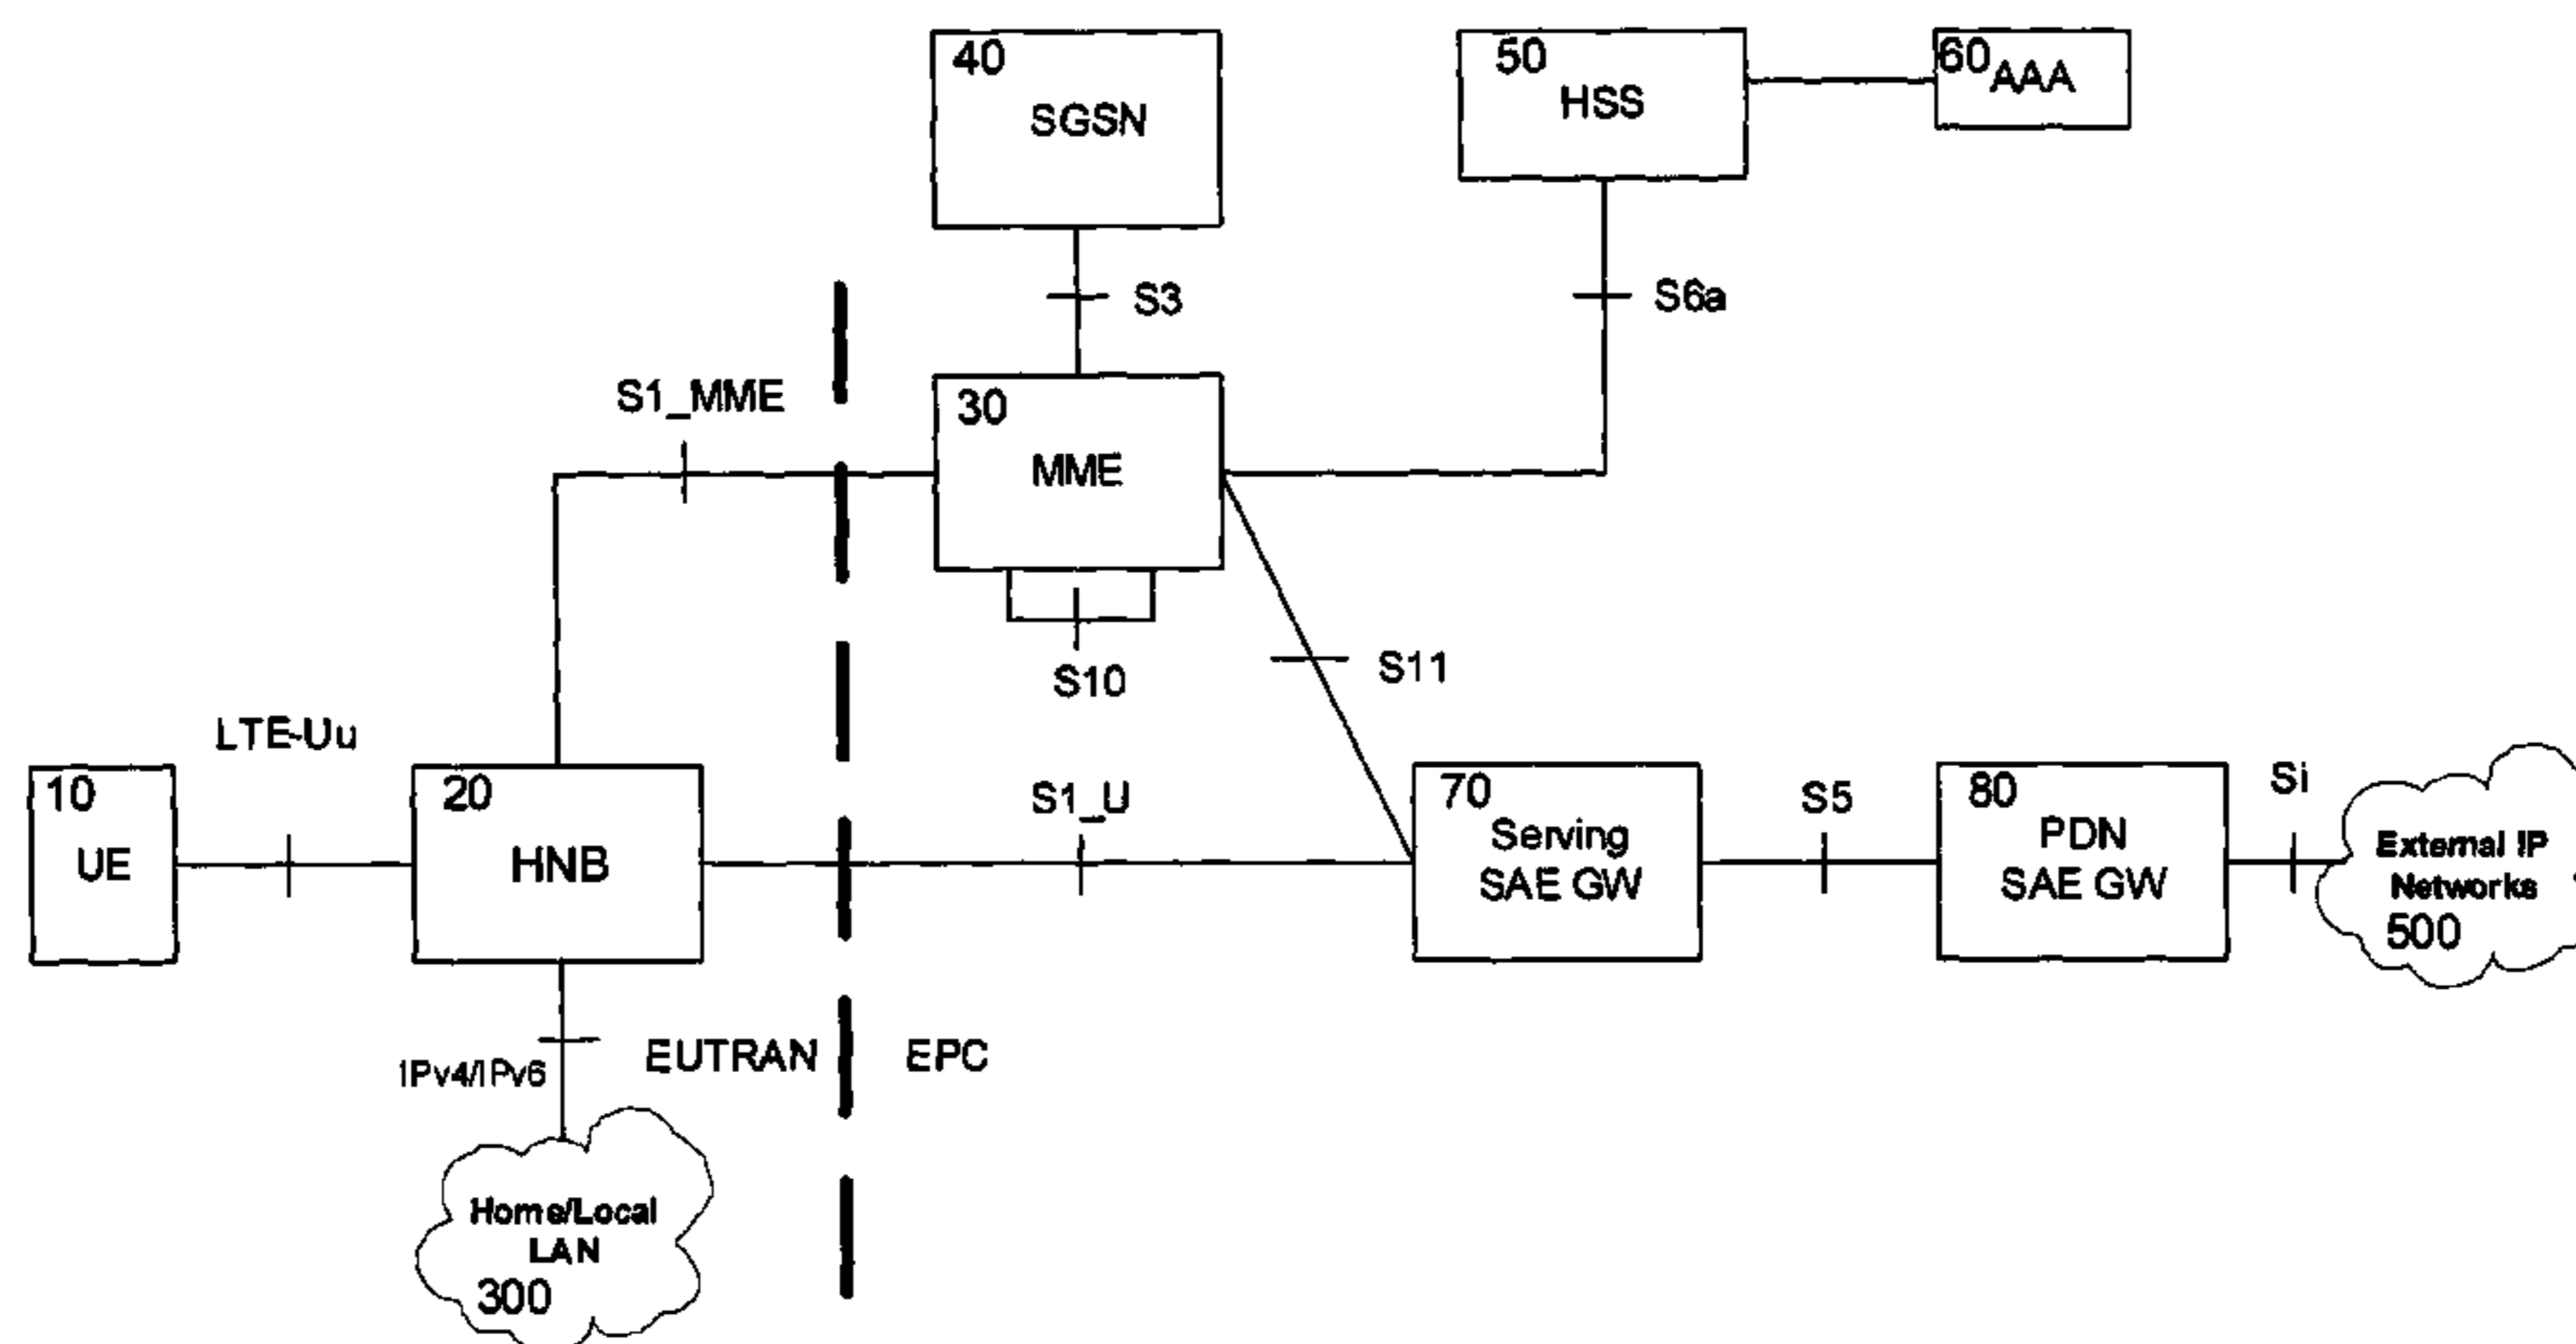 40
SGSN
50
HSS
60
AAA
S3
S6a
S1_MME
30
MME
S10
S11
LTE-Uu
10
UE
20
HNB
S1_U
70
Serving
SAE GW
S5
80
PDN
SAE GW
Si
External IP
Networks
500
IPv4/IPv6
EUTRAN
EPC
Home/Local
LAN
300